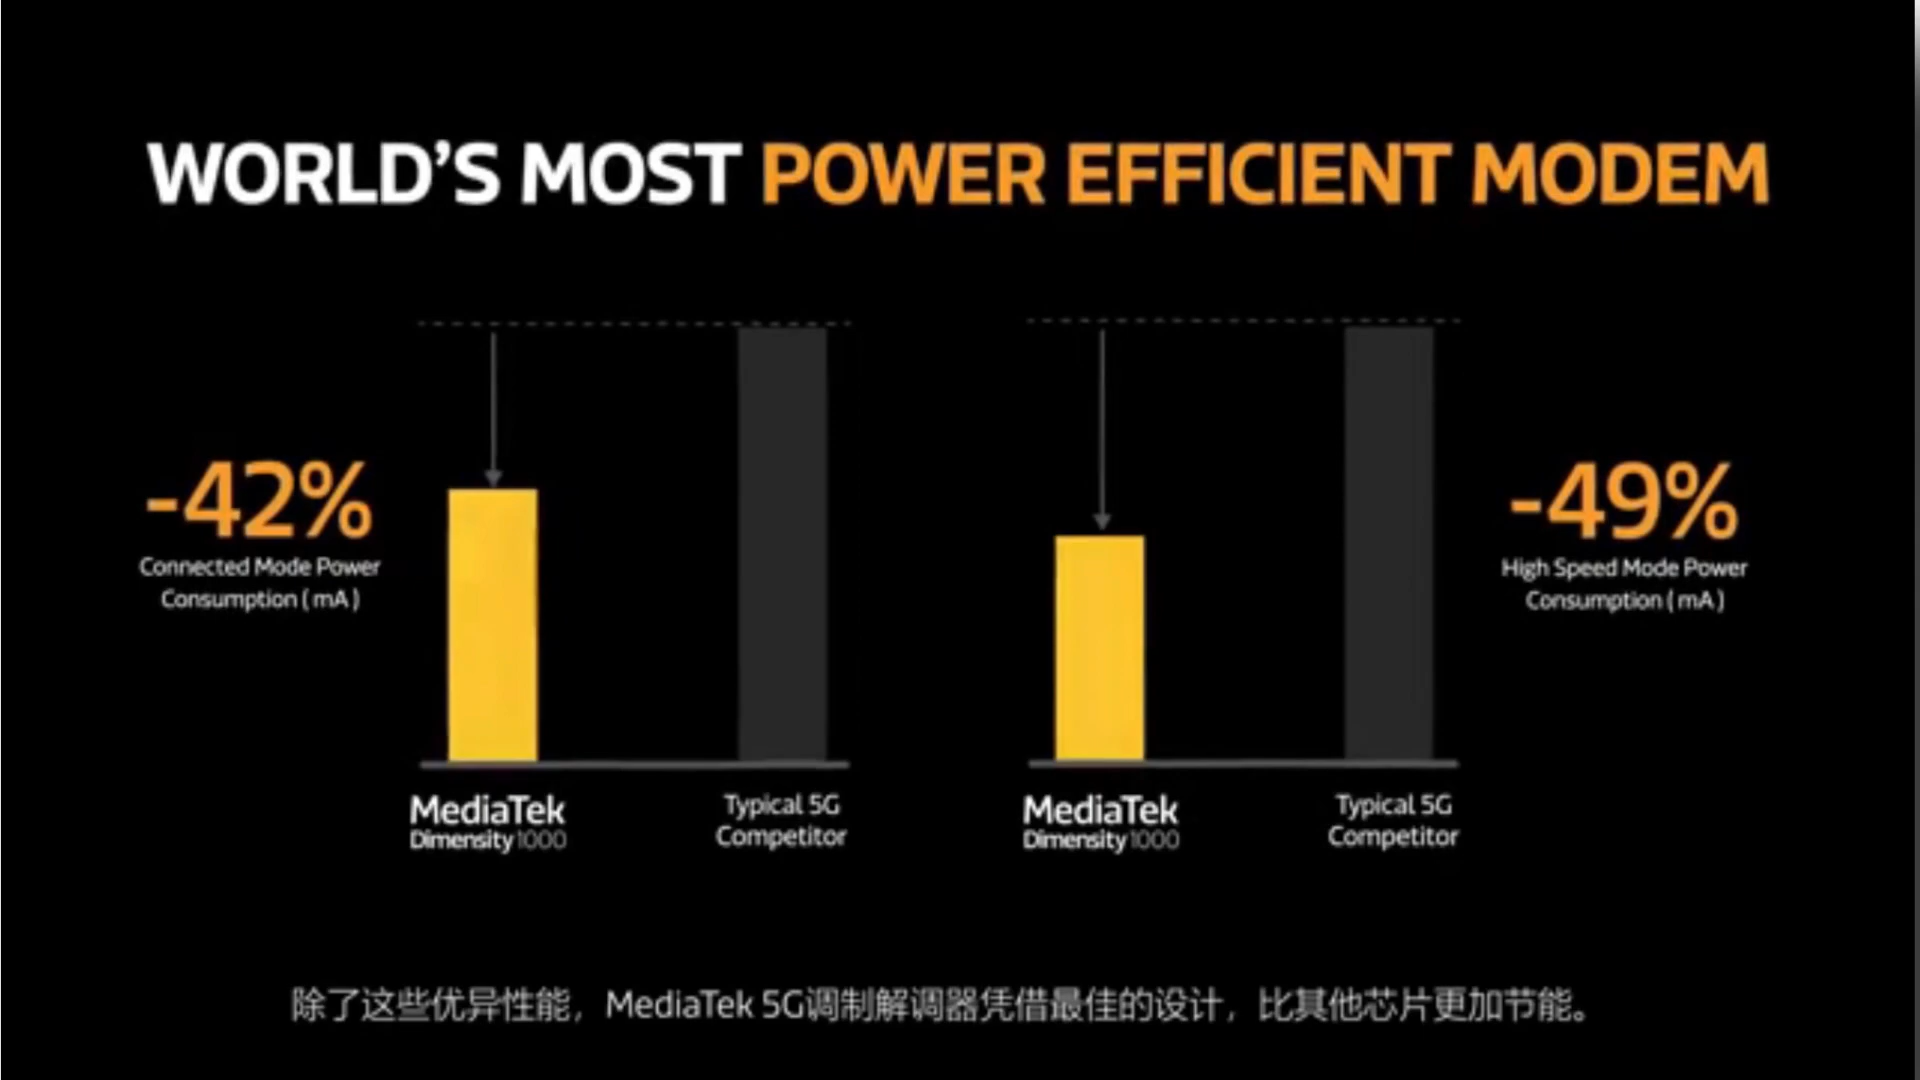 WORLD'S MOST POWER EFFICIENT MODEM
-42%
Connected Mode Power
Consumption ( mA )
MediaTek
Dimensity 1000
Typical 5G
Competitor
MediaTek
Dimensity 1000
Typical 5G
Competitor
-49%
High Speed Mode Power
Consumption ( mA )
除了这些优异性能，MediaTek 5G调制解调器凭借最佳的设计，比其他芯片更加节能。